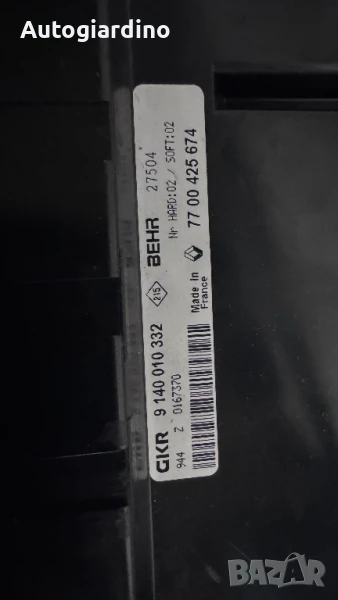 Autogiardino
GKR 9 140 010 332 215 BEHR 27504
944 Z 0167370 Nr HARD:02 / SOFT:02
Made In
France
77 00 425 674
BAZAR